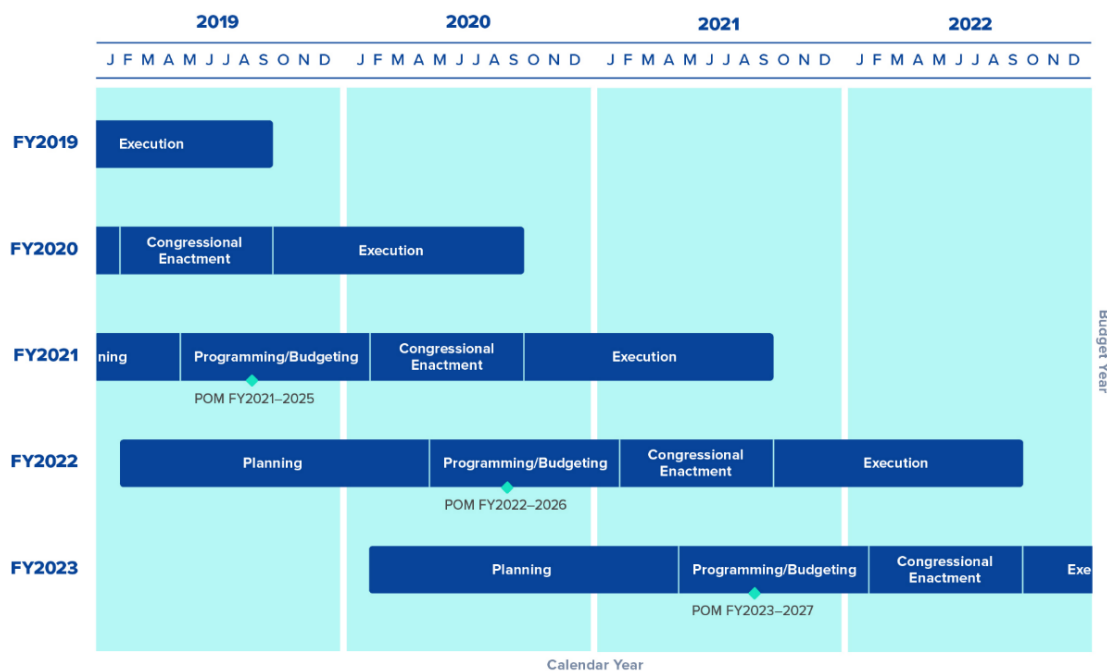 2019 2020 2021 2022
J F M A M J J A S O N D J F M A M J J A S O N D J F M A M J J A S O N D J F M A M J J A S O N D
FY2019
Execution
FY2020
Congressional
Enactment
Execution
FY2021
ning
Programming/Budgeting
Congressional
Enactment
Execution
POM FY2021–2025
FY2022
Planning
Programming/Budgeting
Congressional
Enactment
Execution
POM FY2022–2026
FY2023
Planning
Programming/Budgeting
Congressional
Enactment
Exe
POM FY2023–2027
Budget Year
Calendar Year